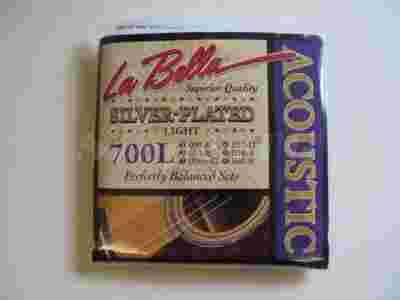 La Bella
Superior Quality
SILVER-PLATED
LIGHT
700L
Perfectly Balanced Sets
ACOUSTIC